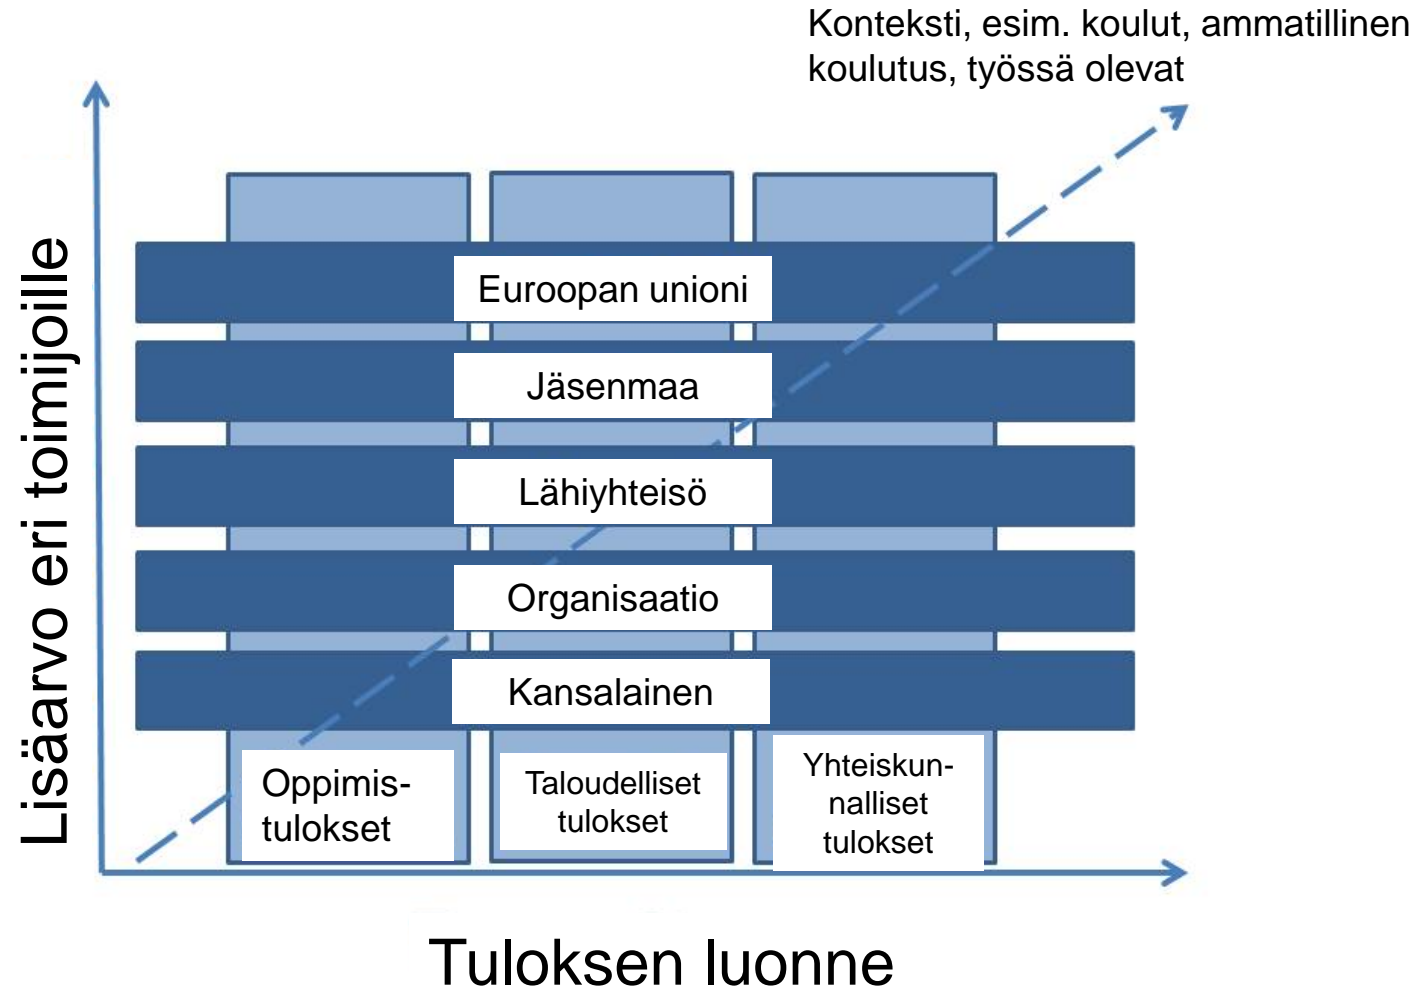 Konteksti, esim. koulut, ammatillinen
koulutus, työssä olevat
Lisäarvo eri toimijoille
Euroopan unioni
Jäsenmaa
Lähiyhteisö
Organisaatio
Kansalainen
Oppimis-
tulokset
Taloudelliset
tulokset
Yhteiskun-
nalliset
tulokset
Tuloksen luonne